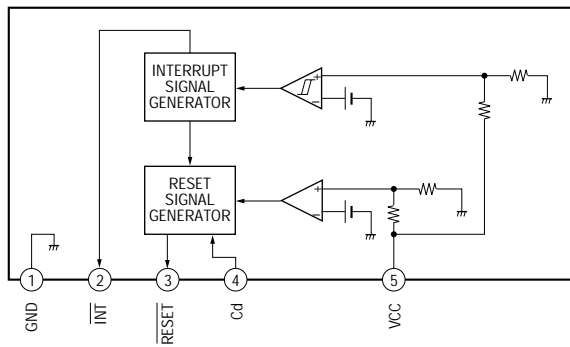 INTERRUPT
SIGNAL
GENERATOR
+
−
RESET
SIGNAL
GENERATOR
+
−
1
2
3
4
5
GND
INT
RESET
Cd
VCC